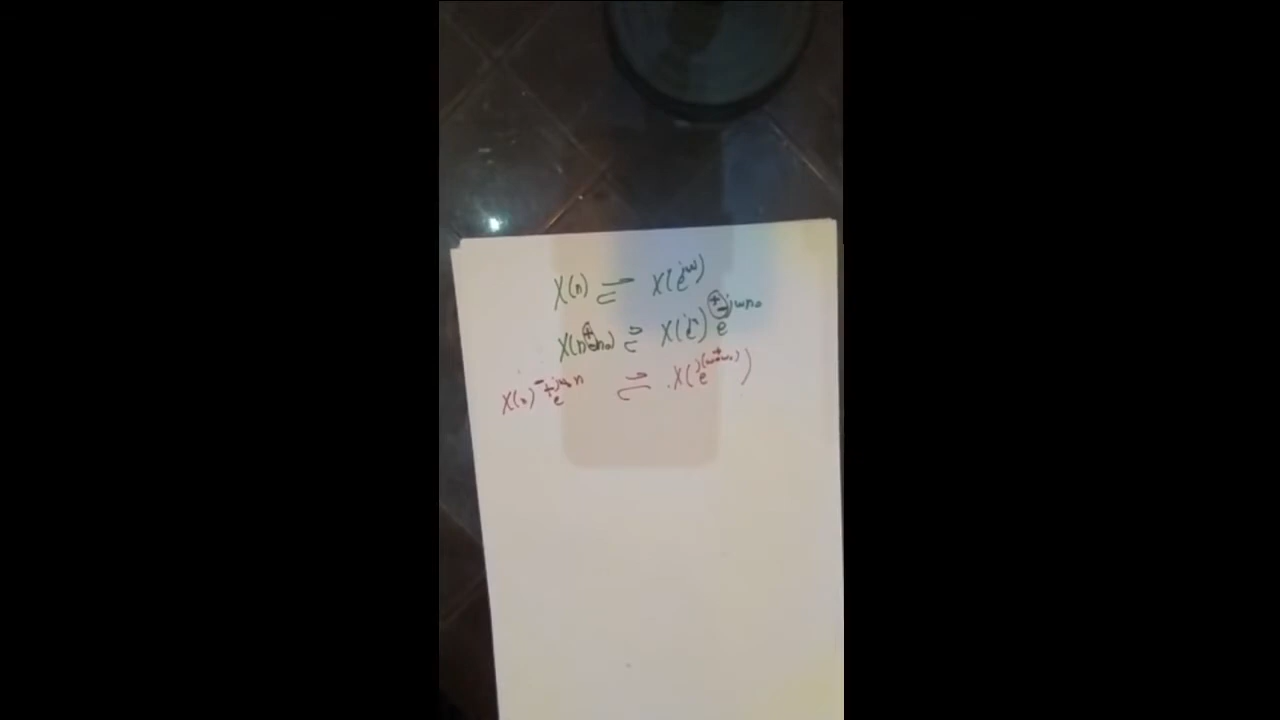 X(n) ⇌ X(e^{jω})
X(n±n₀) ⇌ X(e^{jω}) e^{±jωn₀}
X(n) e^{∓jω₀n} ⇌ X(e^{j(ω±ω₀)})